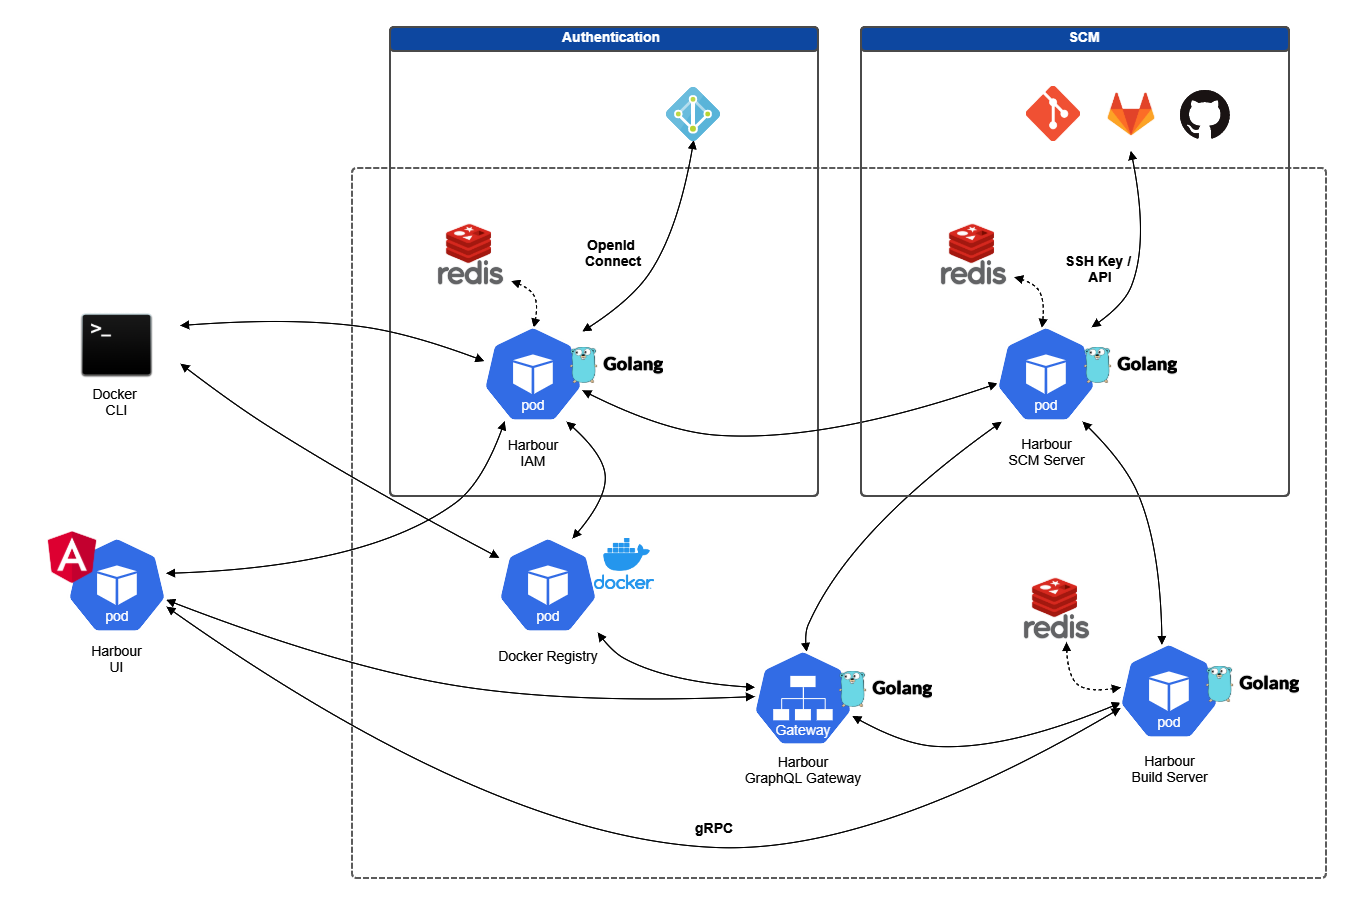 Authentication
SCM
redis
OpenId
Connect
redis
SSH Key /
API
>_
Docker
CLI
pod
Golang
Harbour
IAM
pod
Golang
Harbour
SCM Server
pod
Harbour
UI
pod
docker
Docker Registry
redis
Gateway
Golang
Harbour
GraphQL Gateway
pod
Golang
Harbour
Build Server
gRPC